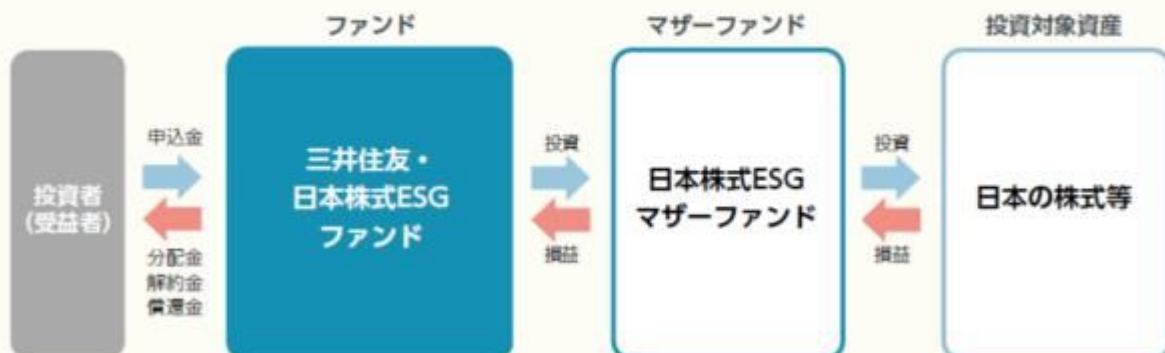 ファンド
マザーファンド
投資対象資産
投資者
(受益者)
申込金
分配金
解約金
償還金
三井住友・
日本株式ESG
ファンド
投資
損益
日本株式ESG
マザーファンド
投資
損益
日本の株式等